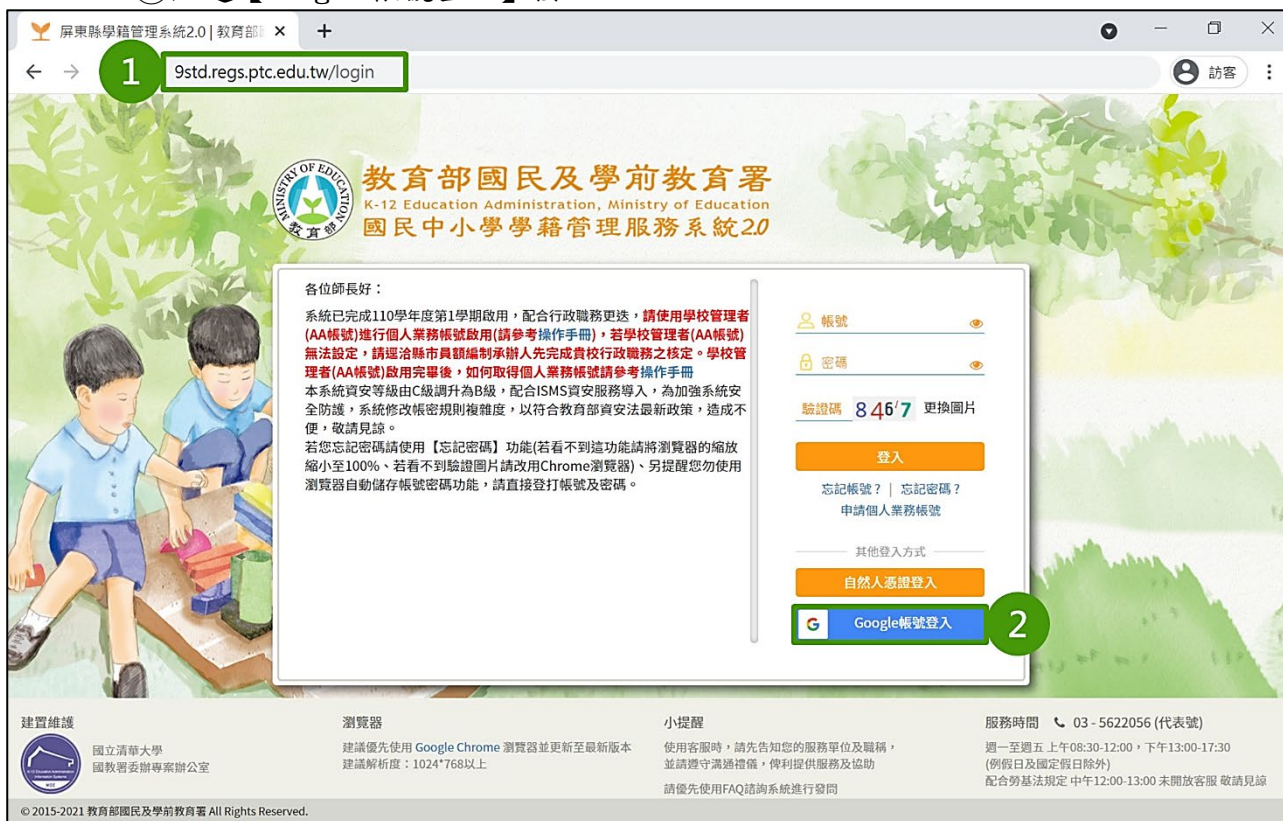 屏東縣學籍管理系統2.0 | 教育部
9std.regs.ptc.edu.tw/login
訪客
1
MINISTRY OF EDUCATION
教育部
教育部國民及學前教育署
K-12 Education Administration, Ministry of Education
國民中小學學籍管理服務系統2.0
各位師長好：
系統已完成110學年度第1學期啟用，配合行政職務更迭，請使用學校管理者
(AA帳號)進行個人業務帳號啟用(請參考操作手冊)，若學校管理者(AA帳號)
無法設定，請逕洽縣市員額編制承辦人先完成貴校行政職務之核定。學校管
理者(AA帳號)啟用完畢後，如何取得個人業務帳號請參考操作手冊
本系統資安等級由C級調升為B級，配合ISMS資安服務導入，為加強系統安
全防護，系統修改帳密規則複雜度，以符合教育部資安法最新政策，造成不
便，敬請見諒。
若您忘記密碼請使用【忘記密碼】功能(若看不到這功能請將瀏覽器的縮放
縮小至100%、若看不到驗證圖片請改用Chrome瀏覽器)、另提醒您勿使用
瀏覽器自動儲存帳號密碼功能，請直接登打帳號及密碼。
帳號
密碼
驗證碼 8467 更換圖片
登入
忘記帳號？ | 忘記密碼？
申請個人業務帳號
其他登入方式
自然人憑證登入
Google帳號登入
2
建置維護
國立清華大學
國教署委辦專案辦公室
瀏覽器
建議優先使用 Google Chrome 瀏覽器並更新至最新版本
建議解析度：1024*768以上
小提醒
使用客服時，請先告知您的服務單位及職稱，
並請遵守溝通禮儀，俾利提供服務及協助
請優先使用FAQ諮詢系統進行發問
服務時間 03 - 5622056 (代表號)
週一至週五 上午08:30-12:00，下午13:00-17:30
(例假日及國定假日除外)
配合勞基法規定 中午12:00-13:00 未開放客服 敬請見諒
© 2015-2021 教育部國民及學前教育署 All Rights Reserved.